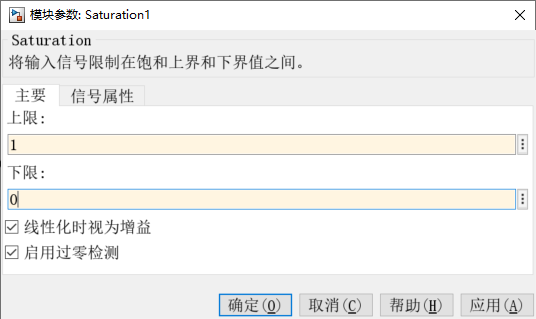 模块参数: Saturation1
Saturation
将输入信号限制在饱和上界和下界值之间。
主要 信号属性
上限:
1
下限:
0
线性化时视为增益
启用过零检测
确定(O) 取消(C) 帮助(H) 应用(A)